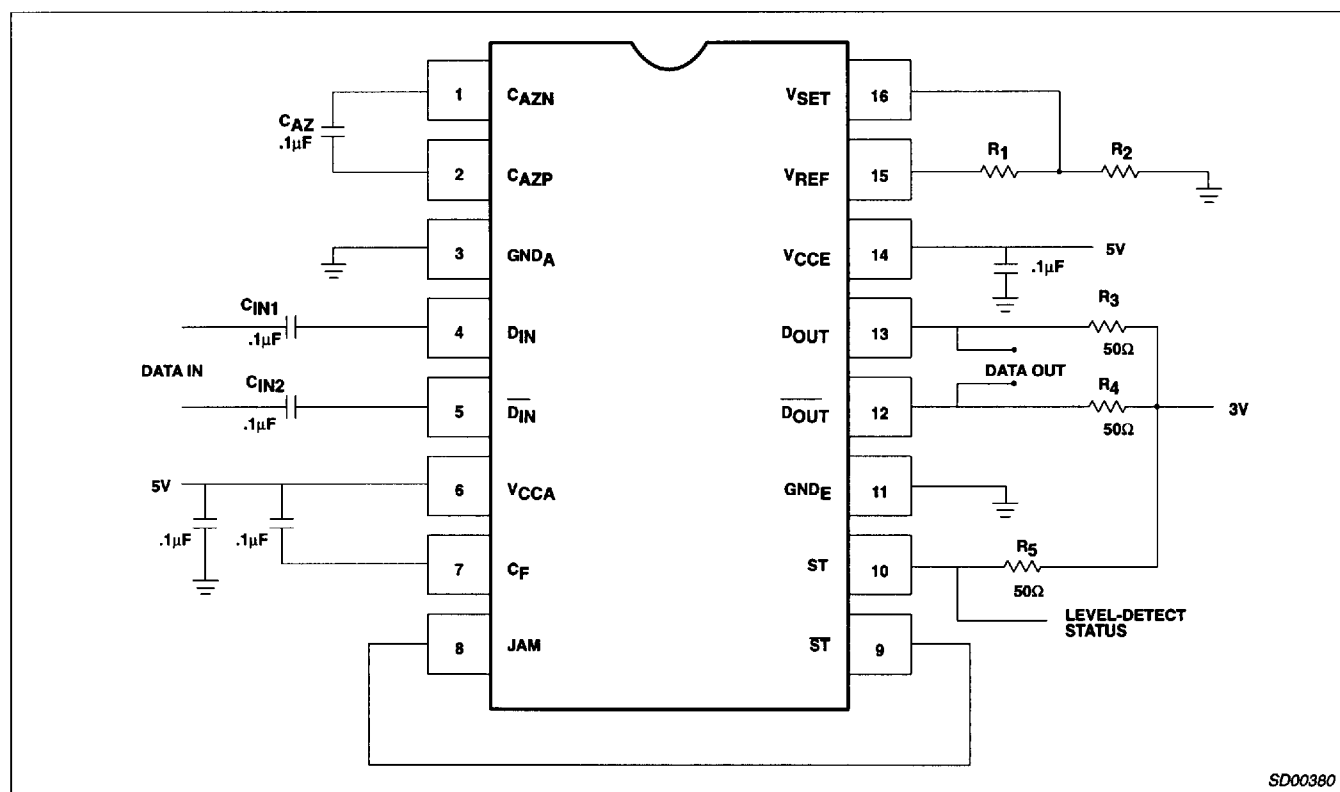 1 CAZN
CAZ
.1µF
2 CAZP
3 GNDA
CIN1
.1µF
4 DIN
DATA IN
CIN2
.1µF
5 D̅I̅N̅
5V
6 VCCA
.1µF
.1µF
7 CF
8 JAM
VSET 16
R1
R2
VREF 15
VCCE 14
5V
.1µF
R3
DOUT 13
50Ω
DATA OUT
R4
D̅O̅U̅T̅ 12
3V
50Ω
GNDE 11
R5
ST 10
50Ω
LEVEL-DETECT
STATUS
S̅T̅ 9
SD00380